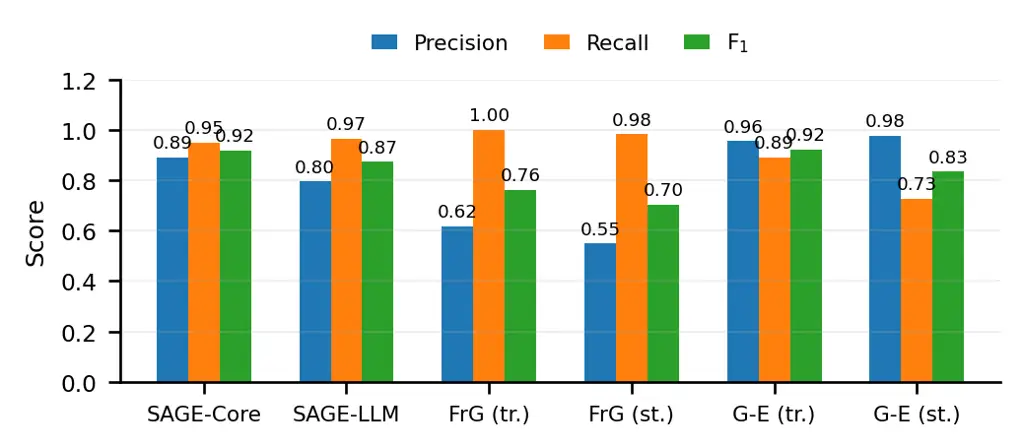 Precision Recall F₁
1.2
1.0
0.8
0.6
0.4
0.2
0.0
Score
0.89 0.95 0.92
0.80 0.97 0.87
0.62 1.00 0.76
0.55 0.98 0.70
0.96 0.89 0.92
0.98 0.73 0.83
SAGE-Core SAGE-LLM FrG (tr.) FrG (st.) G-E (tr.) G-E (st.)